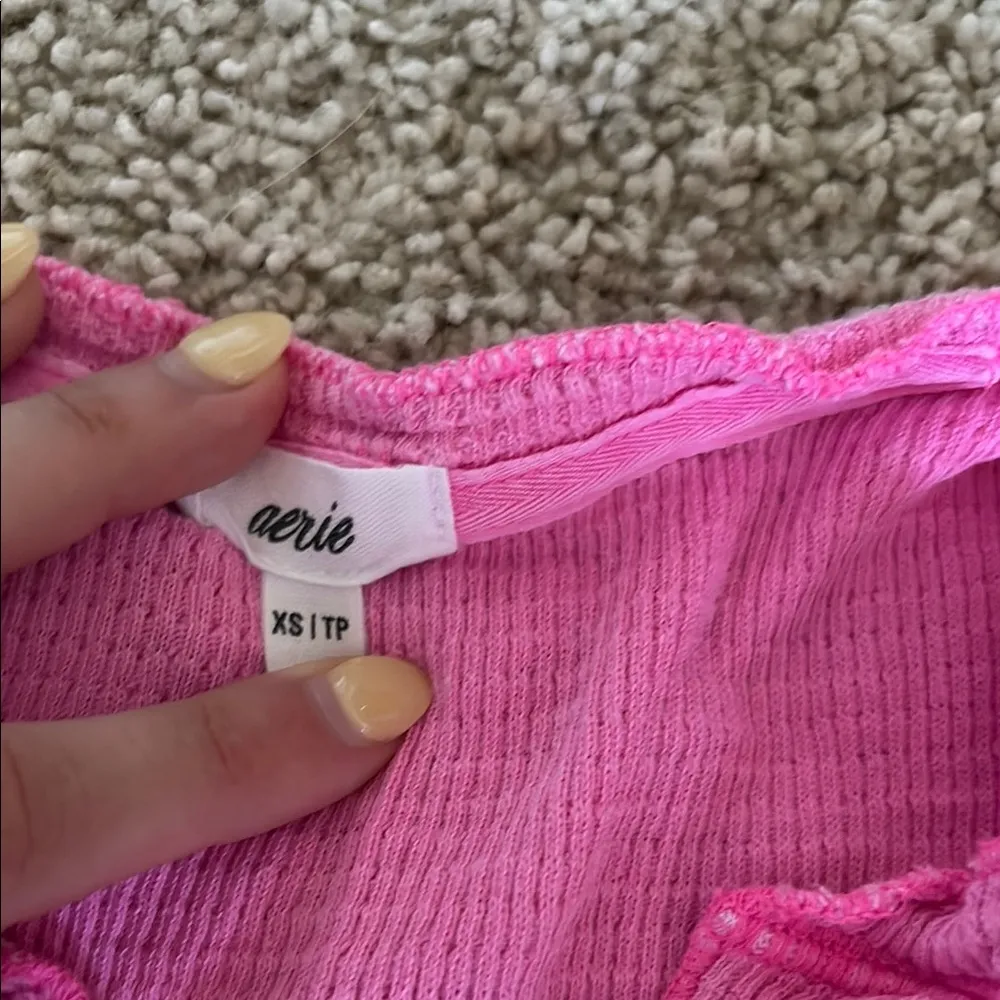 aerie
XS | TP